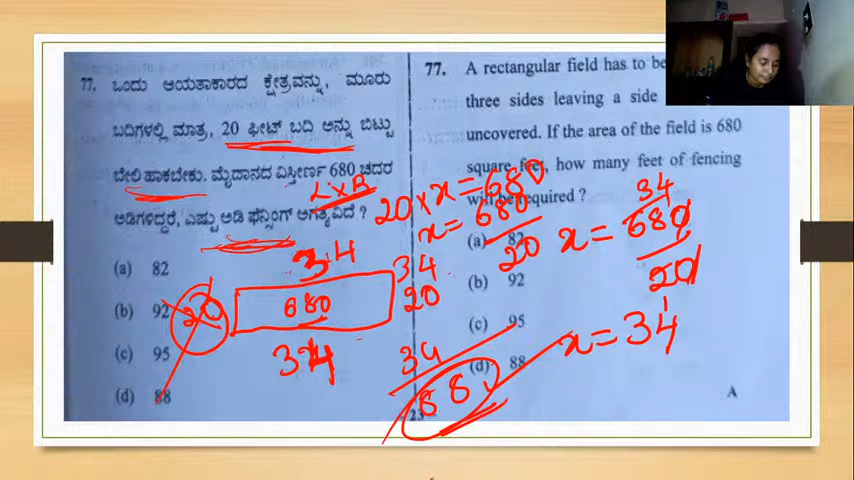 77. ಒಂದು ಆಯತಾಕಾರದ ಕ್ಷೇತ್ರವನ್ನು, ಮೂರು
ಬದಿಗಳಲ್ಲಿ ಮಾತ್ರ, 20 ಫೀಟ್ ಬದಿ ಅನ್ನು ಬಿಟ್ಟು
ಬೇಲಿ ಹಾಕಬೇಕು. ಮೈದಾನದ ವಿಸ್ತೀರ್ಣ 680 ಚದರ
ಅಡಿಗಳಿದ್ದರೆ, ಎಷ್ಟು ಅಡಿ ಫೆನ್ಸಿಂಗ್ ಅಗತ್ಯವಿದೆ ?
(a) 82
(b) 92
(c) 95
(d) 88
77. A rectangular field has to be
three sides leaving a side
uncovered. If the area of the field is 680
square feet, how many feet of fencing
will be required ?
(a) 82
(b) 92
(c) 95
(d) 88
23
A
L×B
20×x=680
x=680
20
34
x=680
20
x=34
34
20
680
34
34
20
34
88